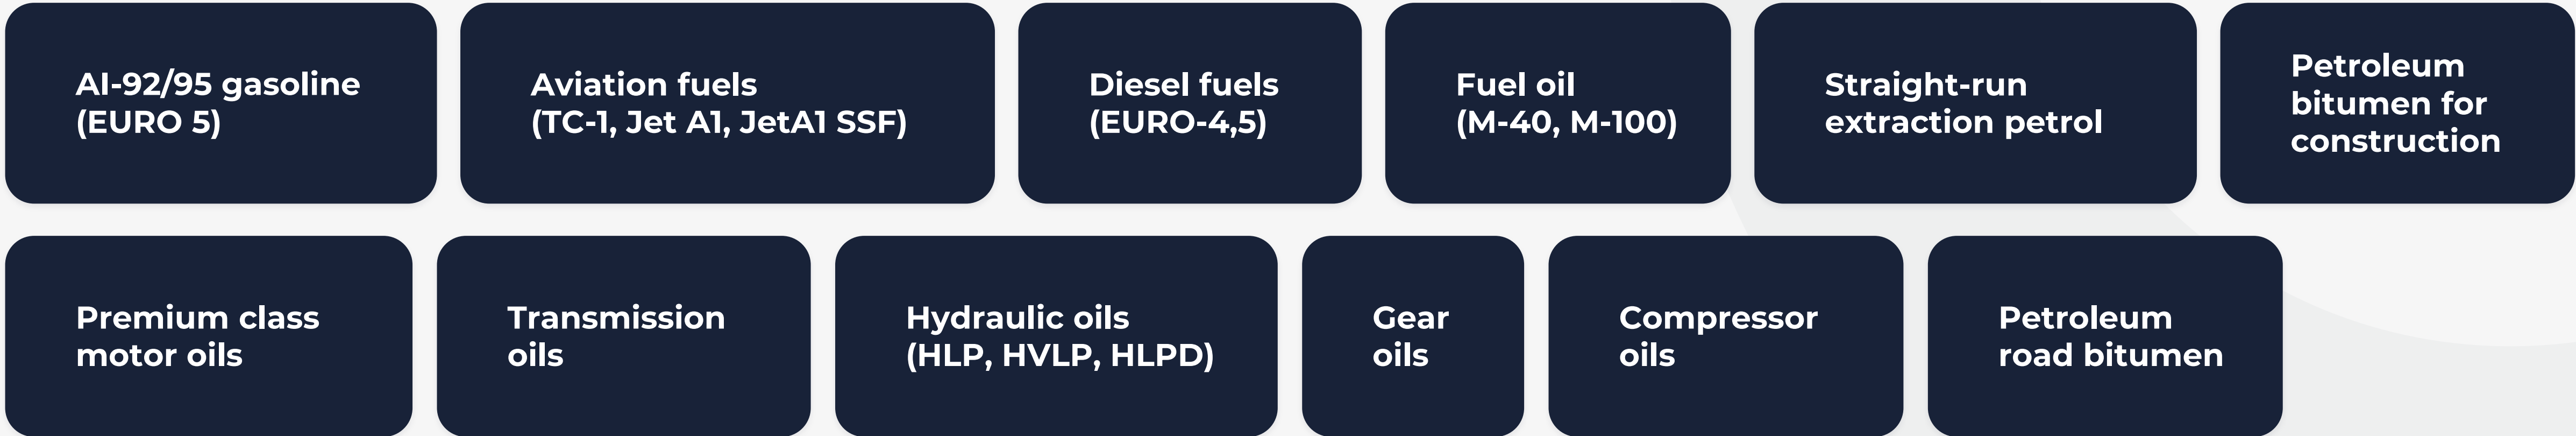 AI-92/95 gasoline
(EURO 5)
Aviation fuels
(TC-1, Jet A1, JetA1 SSF)
Diesel fuels
(EURO-4,5)
Fuel oil
(M-40, M-100)
Straight-run
extraction petrol
Petroleum
bitumen for
construction
Premium class
motor oils
Transmission
oils
Hydraulic oils
(HLP, HVLP, HLPD)
Gear
oils
Compressor
oils
Petroleum
road bitumen